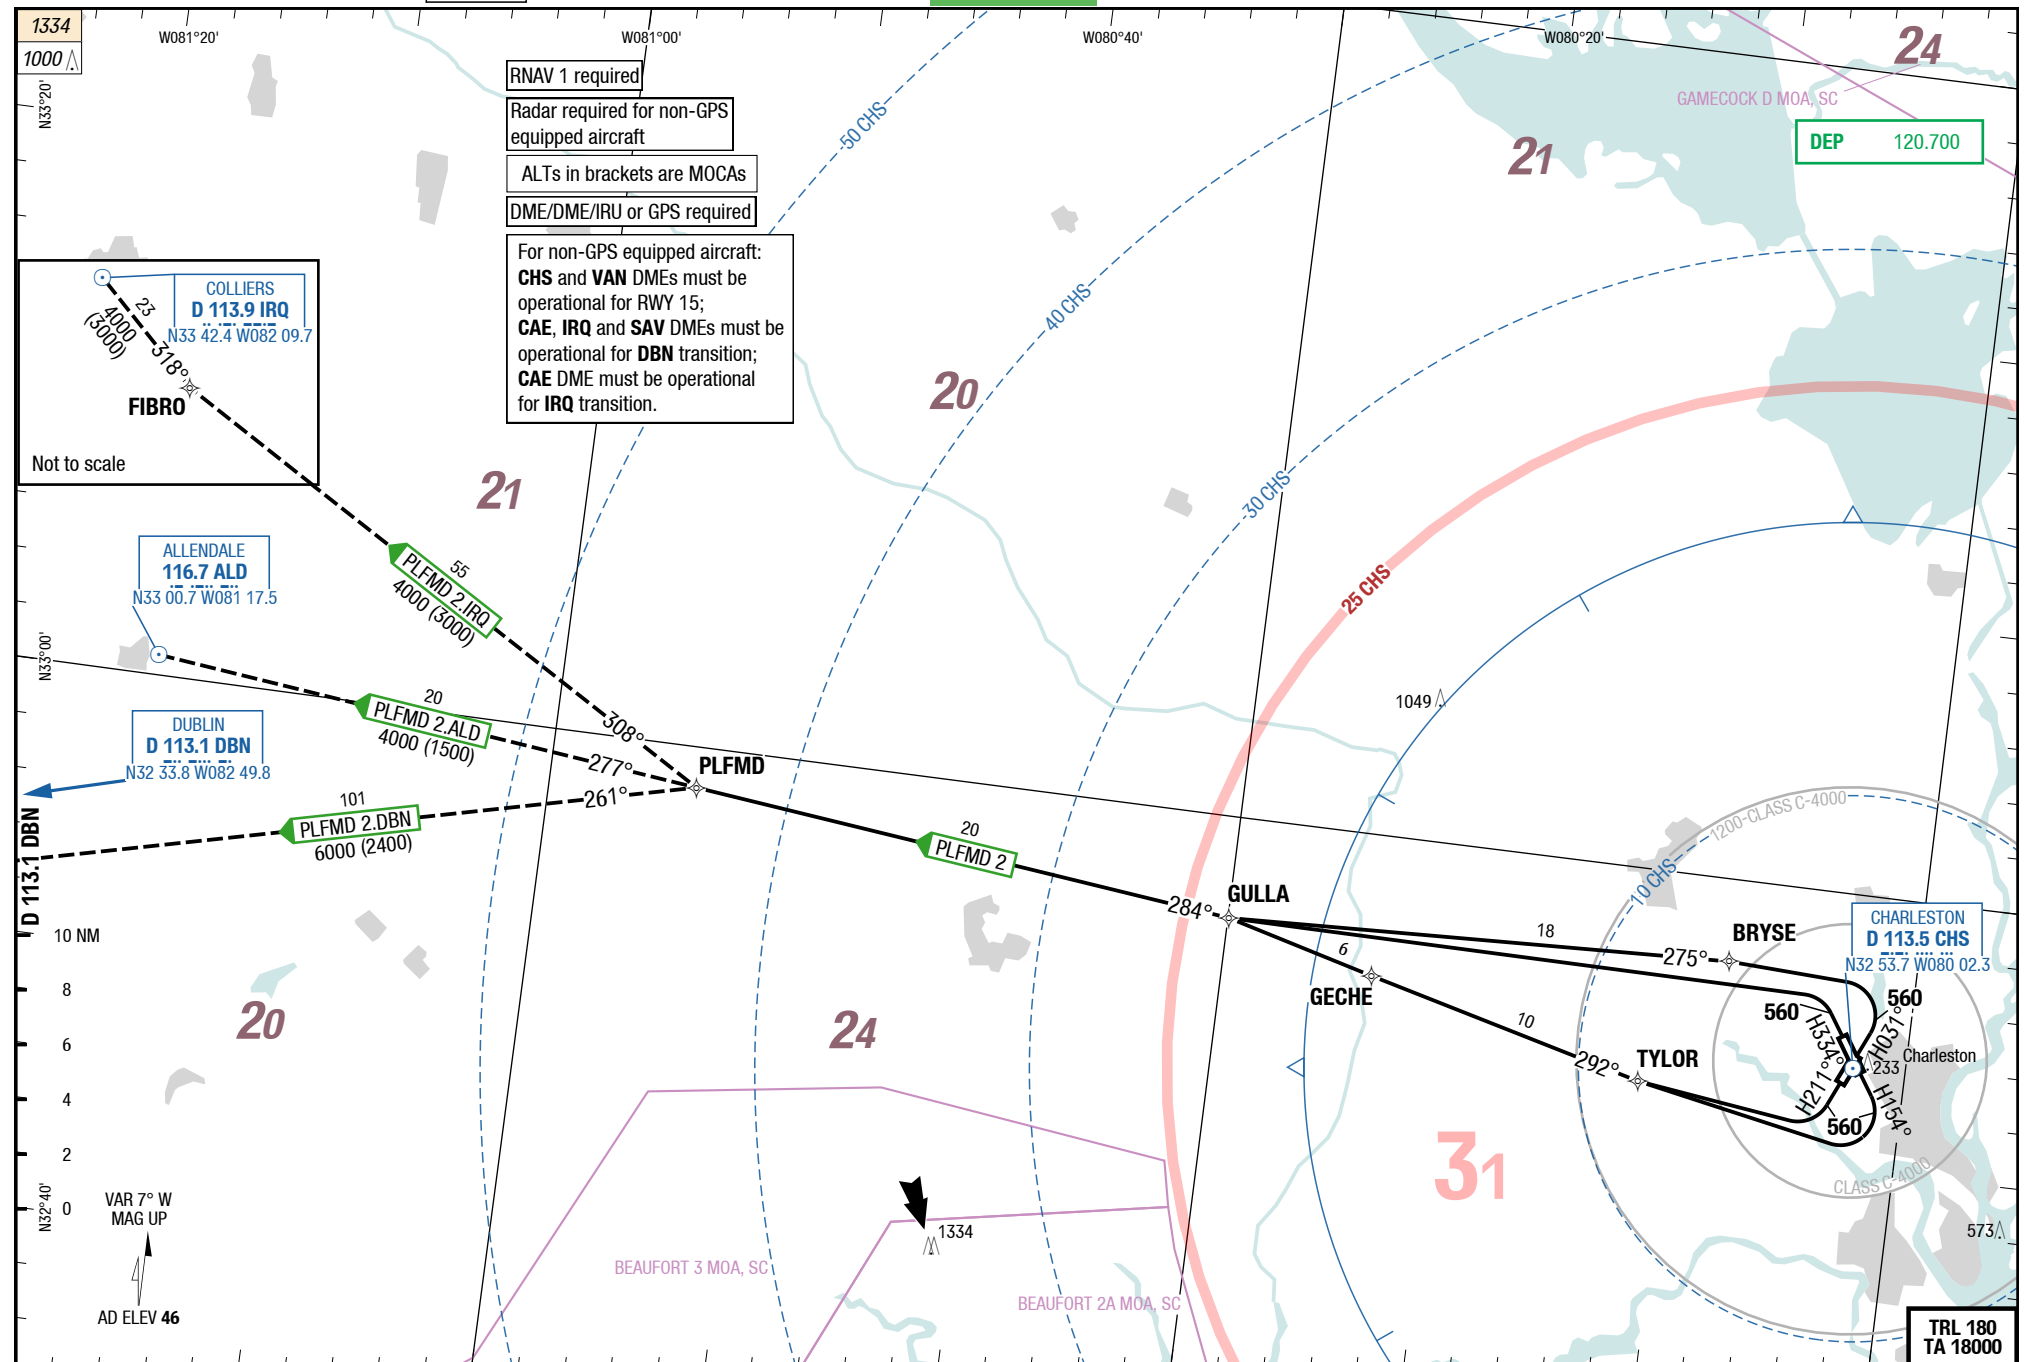 1334
1000
W081°20'
W081°00'
W080°40'
W080°20'
24
N33°20'
RNAV 1 required
Radar required for non-GPS
equipped aircraft
ALTs in brackets are MOCAs
DME/DME/IRU or GPS required
For non-GPS equipped aircraft:
CHS and VAN DMEs must be
operational for RWY 15;
CAE, IRQ and SAV DMEs must be
operational for DBN transition;
CAE DME must be operational
for IRQ transition.
50 CHS
GAMECOCK D MOA, SC
DEP 120.700
21
40 CHS
COLLIERS
D 113.9 IRQ
N33 42.4 W082 09.7
23
4000
(3000)
318°
FIBRO
Not to scale
20
21
30 CHS
25 CHS
ALLENDALE
116.7 ALD
N33 00.7 W081 17.5
55
PLFMD 2.IRQ
4000 (3000)
N33°00'
20
PLFMD 2.ALD
4000 (1500)
308°
277°
261°
PLFMD
1049
DUBLIN
D 113.1 DBN
N32 33.8 W082 49.8
101
PLFMD 2.DBN
6000 (2400)
D 113.1 DBN
20
PLFMD 2
284°
GULLA
1200-CLASS C-4000
10 CHS
18
275°
BRYSE
CHARLESTON
D 113.5 CHS
N32 53.7 W080 02.3
6
GECHE
10
292°
TYLOR
560
560
H334°
H031°
H211°
H154°
560
233
Charleston
CLASS C-4000
10 NM
8
6
4
2
0
20
24
31
N32°40'
VAR 7° W
MAG UP
AD ELEV 46
1334
573
BEAUFORT 3 MOA, SC
BEAUFORT 2A MOA, SC
TRL 180
TA 18000